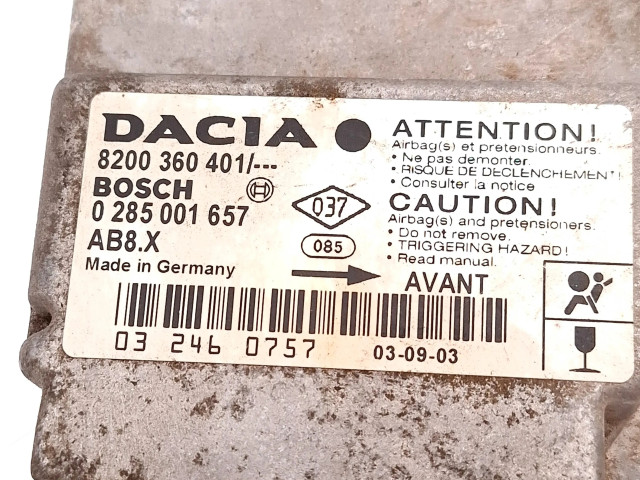 DACIA
8200 360 401/---
BOSCH
0 285 001 657
AB8.X
Made in Germany
037
085
AVANT
ATTENTION!
Airbag(s) et pretensionneurs.
• Ne pas demonter.
• RISQUE DE DECLENCHEMENT!
• Consulter la notice
CAUTION!
Airbag(s) and pretensioners.
• Do not remove.
• TRIGGERING HAZARD!
• Read manual.
03 246 0757
03-09-03